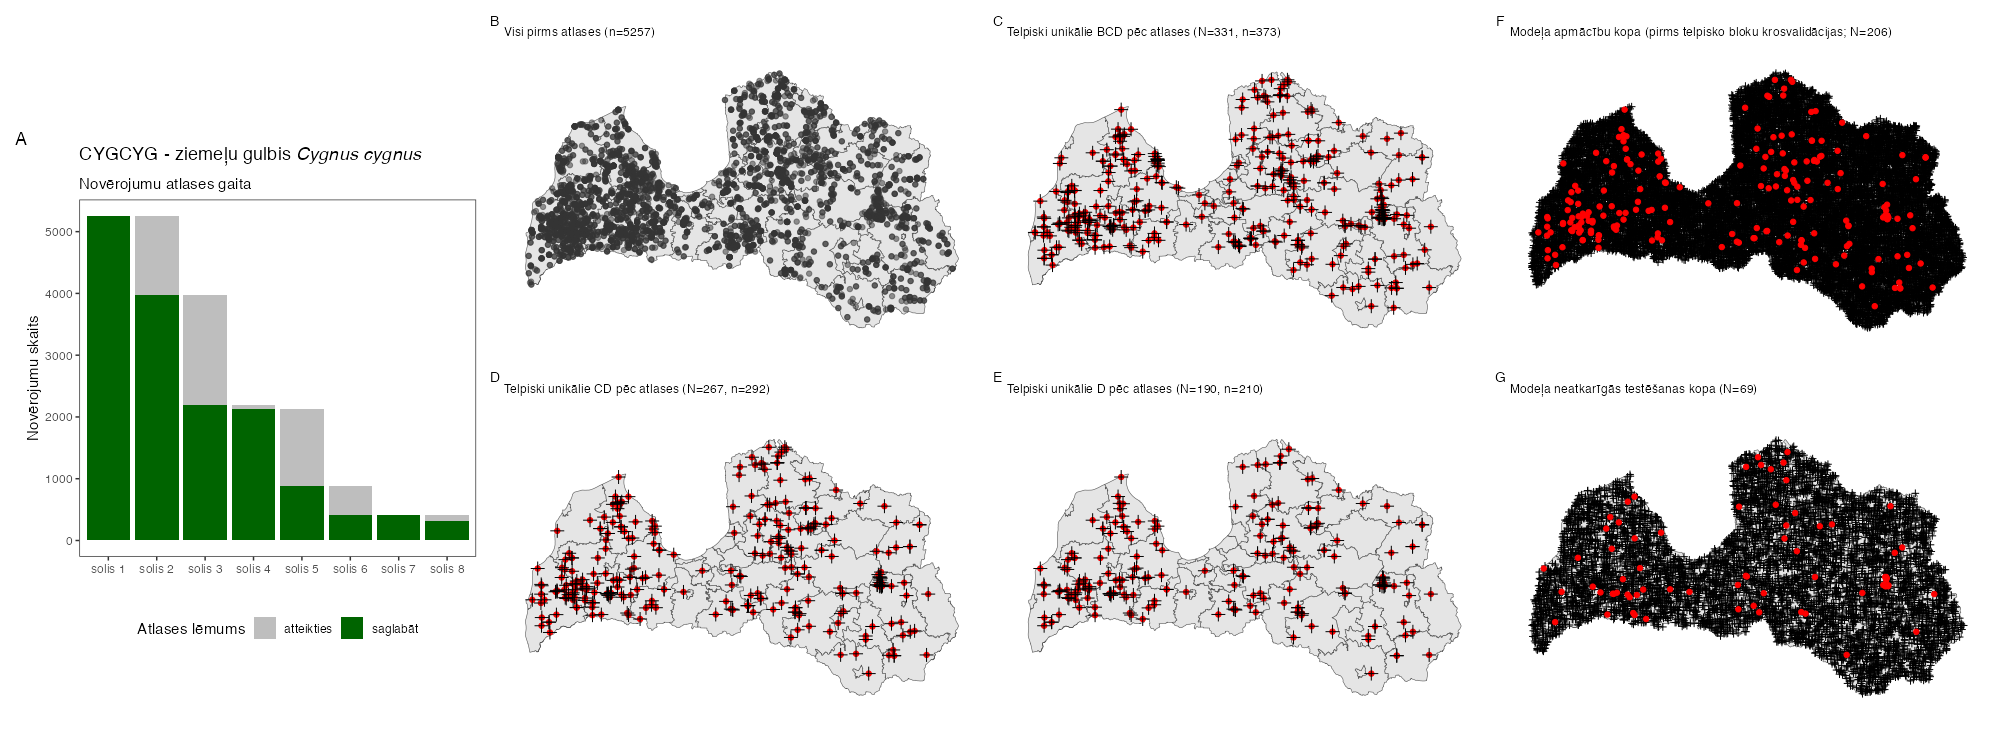 A
CYGCYG - ziemeļu gulbis Cygnus cygnus
Novērojumu atlases gaita
Novērojumu skaits
5000
4000
3000
2000
1000
0
solis 1 solis 2 solis 3 solis 4 solis 5 solis 6 solis 7 solis 8
Atlases lēmums atteikties saglabāt
B
Visi pirms atlases (n=5257)
C
Telpiski unikālie BCD pēc atlases (N=331, n=373)
D
Telpiski unikālie CD pēc atlases (N=267, n=292)
E
Telpiski unikālie D pēc atlases (N=190, n=210)
F
Modeļa apmācību kopa (pirms telpisko bloku krosvalidācijas; N=206)
G
Modeļa neatkarīgās testēšanas kopa (N=69)